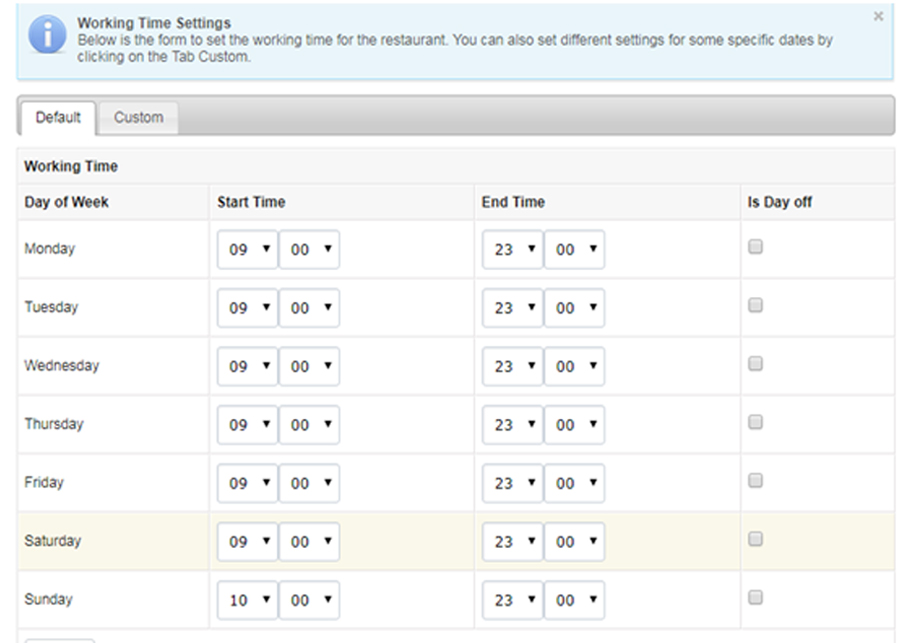 Working Time Settings
Below is the form to set the working time for the restaurant. You can also set different settings for some specific dates by
clicking on the Tab Custom.
Default Custom
Working Time
Day of Week Start Time End Time Is Day off
Monday 09 00 23 00
Tuesday 09 00 23 00
Wednesday 09 00 23 00
Thursday 09 00 23 00
Friday 09 00 23 00
Saturday 09 00 23 00
Sunday 10 00 23 00